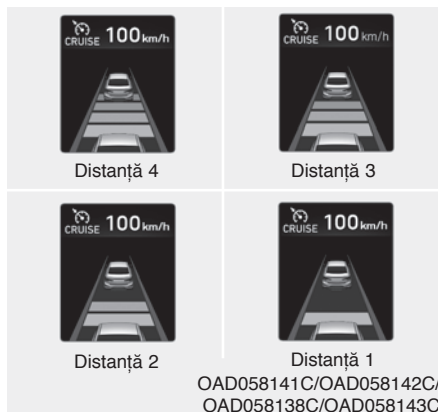 CRUISE 100 km/h
CRUISE 100 km/h
Distanță 4
Distanță 3
CRUISE 100 km/h
CRUISE 100 km/h
Distanță 2
Distanță 1
OAD058141C/OAD058142C/
OAD058138C/OAD058143C